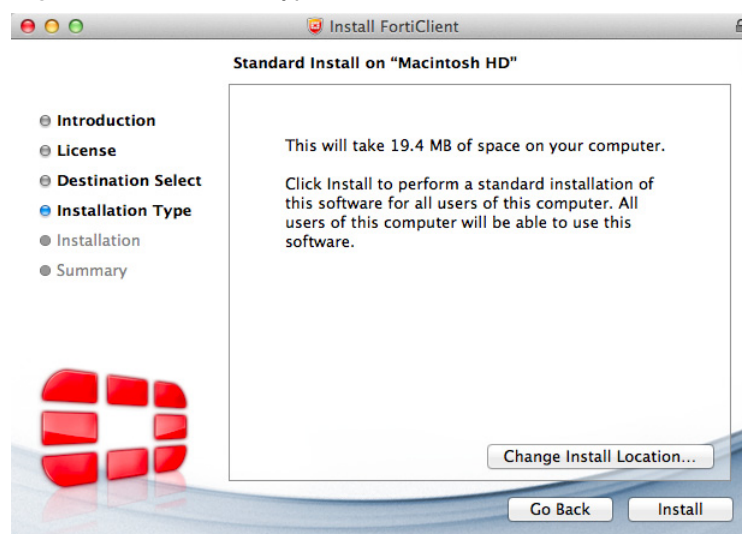 Install FortiClient
Standard Install on “Macintosh HD”
Introduction
License
Destination Select
Installation Type
Installation
Summary
This will take 19.4 MB of space on your computer.
Click Install to perform a standard installation of
this software for all users of this computer. All
users of this computer will be able to use this
software.
Change Install Location...
Go Back
Install